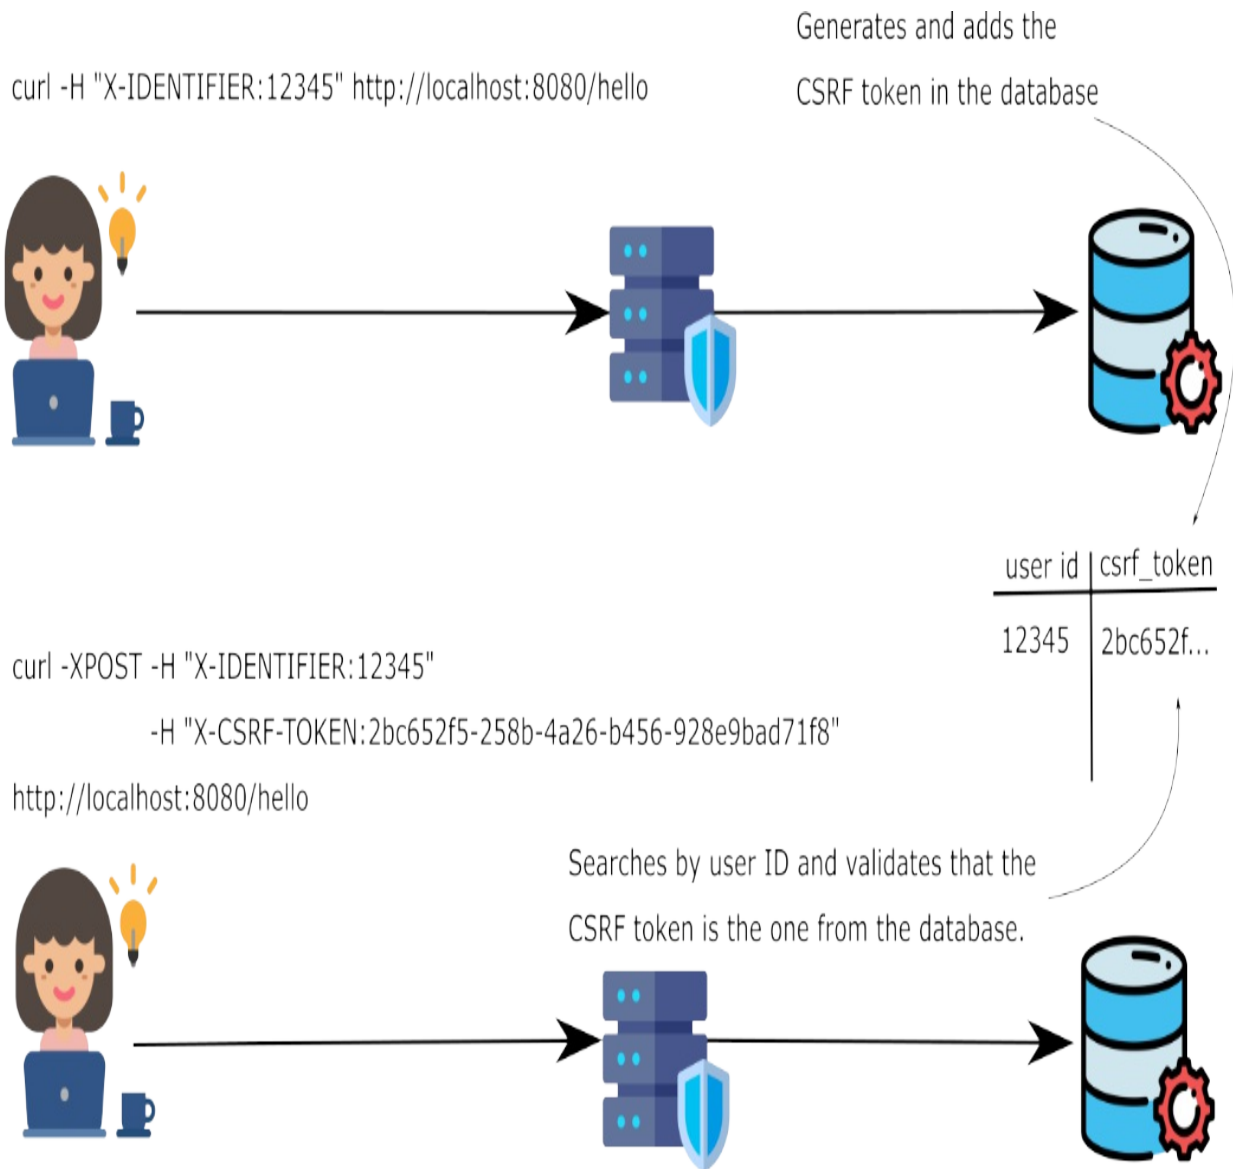 Generates and adds the
curl -H "X-IDENTIFIER:12345" http://localhost:8080/hello
CSRF token in the database
user id csrf_token
12345 2bc652f...
curl -XPOST -H "X-IDENTIFIER:12345"
-H "X-CSRF-TOKEN:2bc652f5-258b-4a26-b456-928e9bad71f8"
http://localhost:8080/hello
Searches by user ID and validates that the
CSRF token is the one from the database.